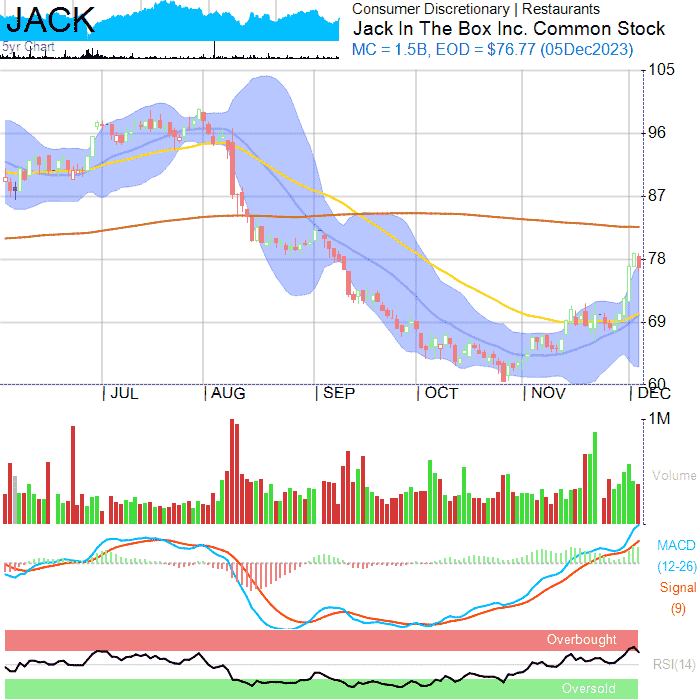 JACK
5yr Chart
Consumer Discretionary | Restaurants
Jack In The Box Inc. Common Stock
MC = 1.5B, EOD = $76.77 (05Dec2023)
105
96
87
78
69
60
JUL AUG SEP OCT NOV DEC
1M
Volume
MACD
(12-26)
Signal
(9)
Overbought
RSI(14)
Oversold